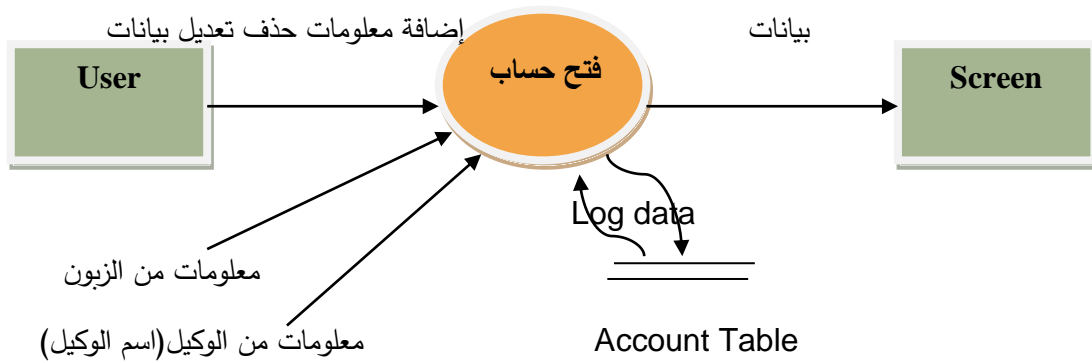 إضافة معلومات حذف تعديل بيانات
بيانات
User
فتح حساب
Screen
Log data
معلومات من الزبون
معلومات من الوكيل(اسم الوكيل)
Account Table